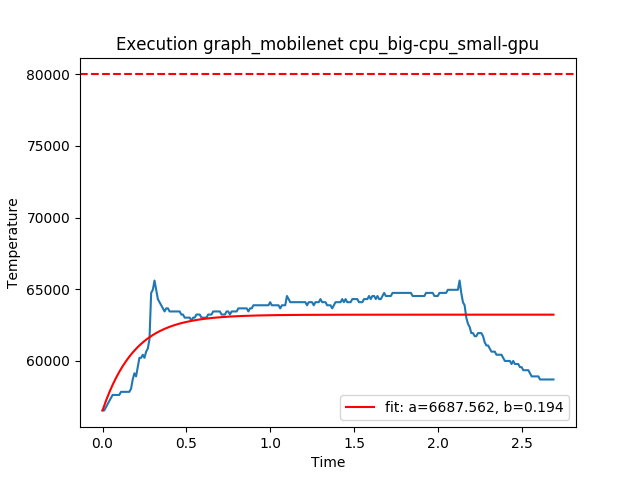 Execution graph_mobilenet cpu_big-cpu_small-gpu
80000
75000
70000
65000
60000
Temperature
0.0 0.5 1.0 1.5 2.0 2.5
Time
fit: a=6687.562, b=0.194